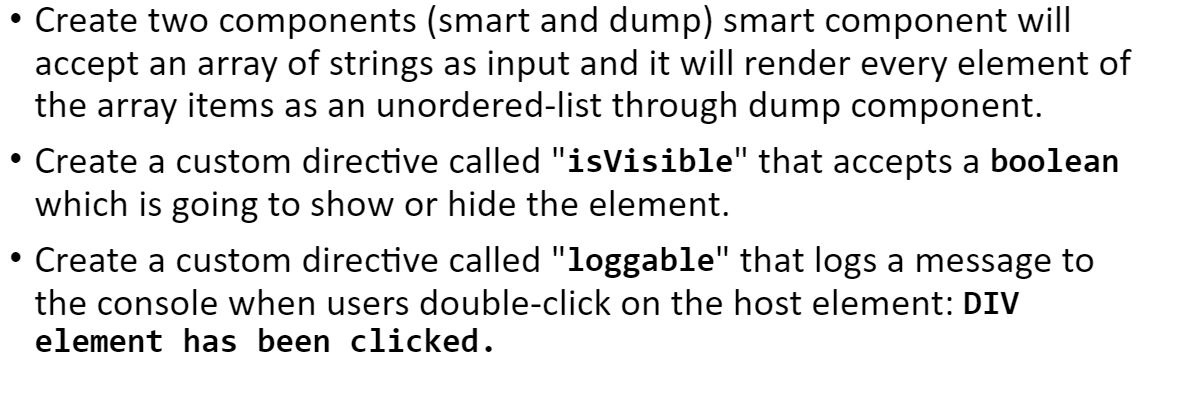 • Create two components (smart and dump) smart component will
accept an array of strings as input and it will render every element of
the array items as an unordered-list through dump component.
• Create a custom directive called "isVisible" that accepts a boolean
which is going to show or hide the element.
• Create a custom directive called "loggable" that logs a message to
the console when users double-click on the host element: DIV
element has been clicked.